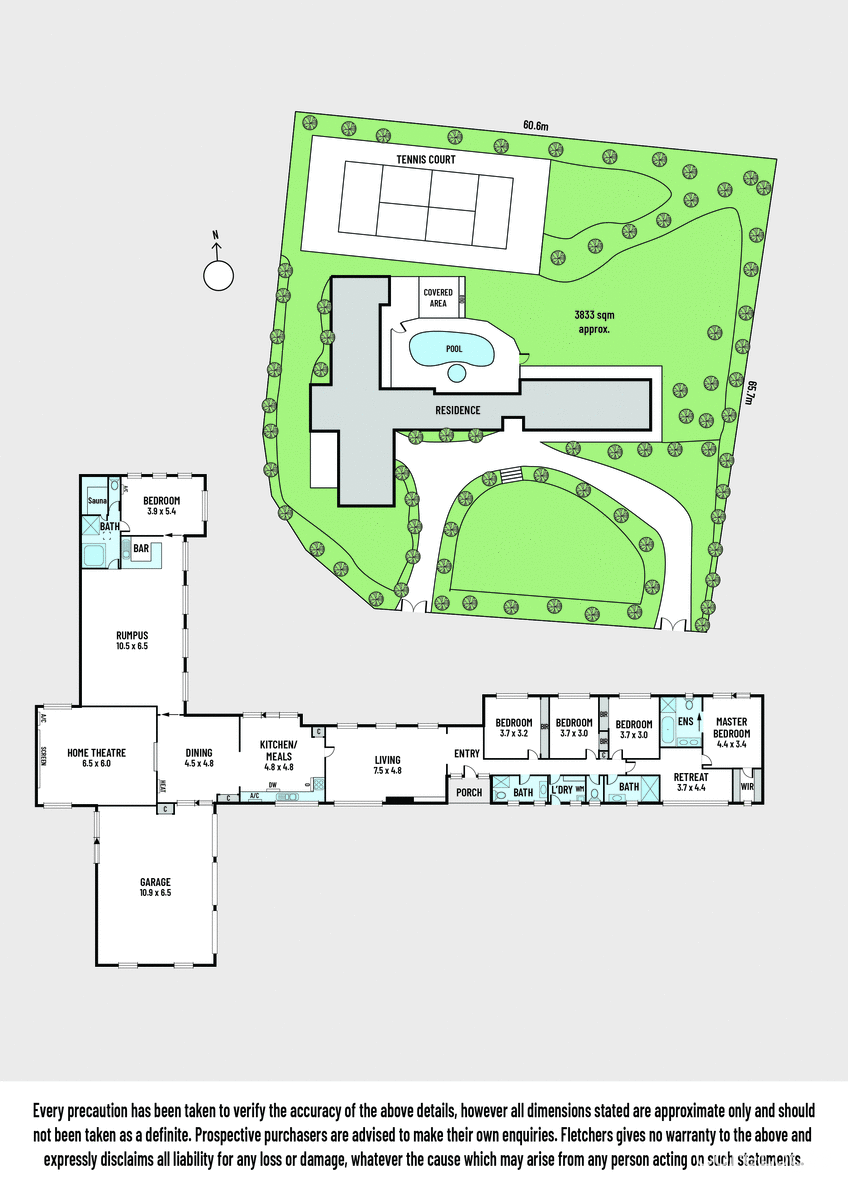 60.6m
TENNIS COURT
N
COVERED
AREA
3833 sqm
approx.
POOL
65.7m
RESIDENCE
Sauna
A/C
BEDROOM
3.9 x 5.4
BATH
BAR
RUMPUS
10.5 x 6.5
A/C
SCREEN
HOME THEATRE
6.5 x 6.0
DINING
4.5 x 4.8
HEAT
C
C
KITCHEN/
MEALS
4.8 x 4.8
C
DW
O
A/C
LIVING
7.5 x 4.8
ENTRY
PORCH
BEDROOM
3.7 x 3.2
BIR
BEDROOM
3.7 x 3.0
BIR
BIR
C
BEDROOM
3.7 x 3.0
ENS
MASTER
BEDROOM
4.4 x 3.4
BATH
L'DRY
WM
BATH
RETREAT
3.7 x 4.4
WIR
GARAGE
10.9 x 6.5
Every precaution has been taken to verify the accuracy of the above details, however all dimensions stated are approximate only and should
not been taken as a definite. Prospective purchasers are advised to make their own enquiries. Fletchers gives no warranty to the above and
expressly disclaims all liability for any loss or damage, whatever the cause which may arise from any person acting on such statements.